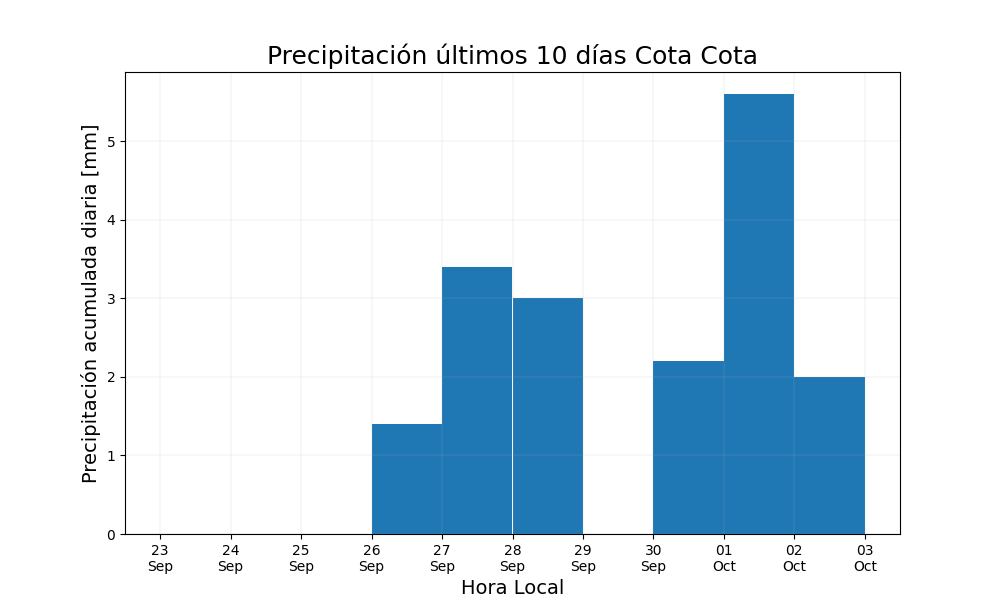 Precipitación últimos 10 días Cota Cota
Precipitación acumulada diaria [mm]
5
4
3
2
1
0
23 24 25 26 27 28 29 30 01 02 03
Sep Sep Sep Sep Sep Sep Sep Sep Oct Oct Oct
Hora Local